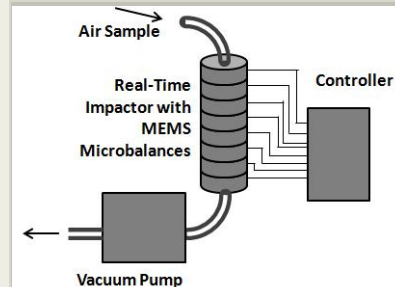 Air Sample
Real-Time
Impactor with
MEMS
Microbalances
Controller
Vacuum Pump